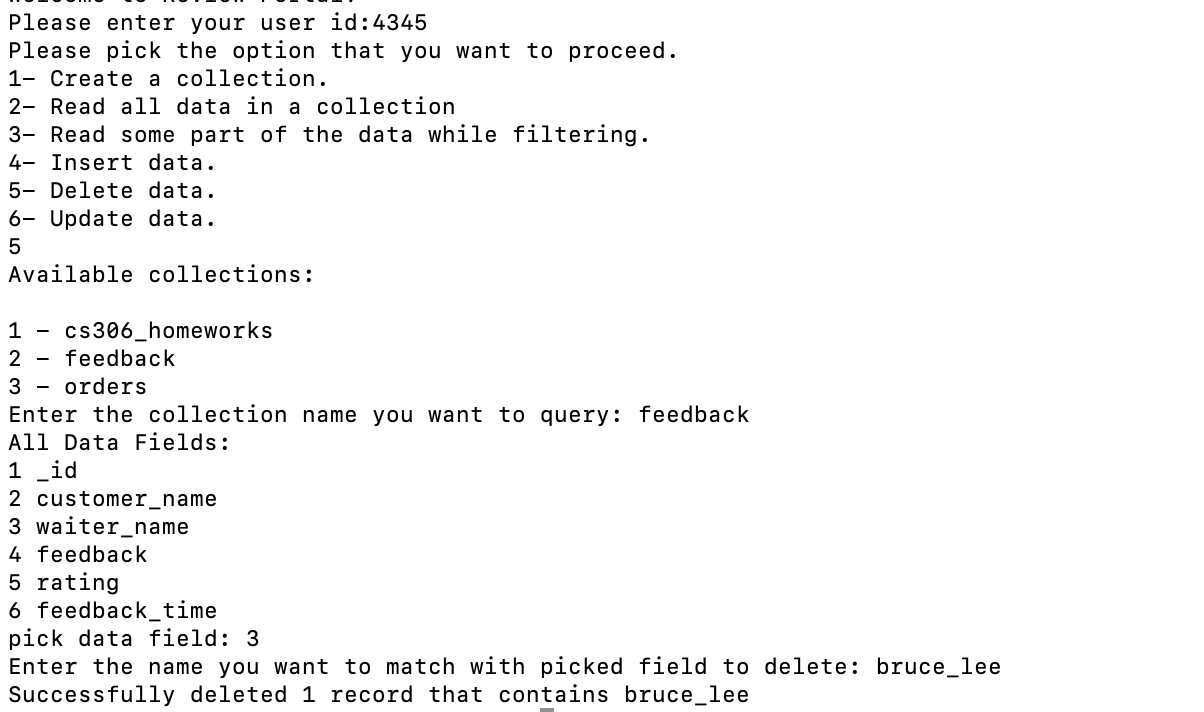 Welcome to Review Portal.
Please enter your user id:4345
Please pick the option that you want to proceed.
1- Create a collection.
2- Read all data in a collection
3- Read some part of the data while filtering.
4- Insert data.
5- Delete data.
6- Update data.
5
Available collections:
1 - cs306_homeworks
2 - feedback
3 - orders
Enter the collection name you want to query: feedback
All Data Fields:
1 _id
2 customer_name
3 waiter_name
4 feedback
5 rating
6 feedback_time
pick data field: 3
Enter the name you want to match with picked field to delete: bruce_lee
Successfully deleted 1 record that contains bruce_lee